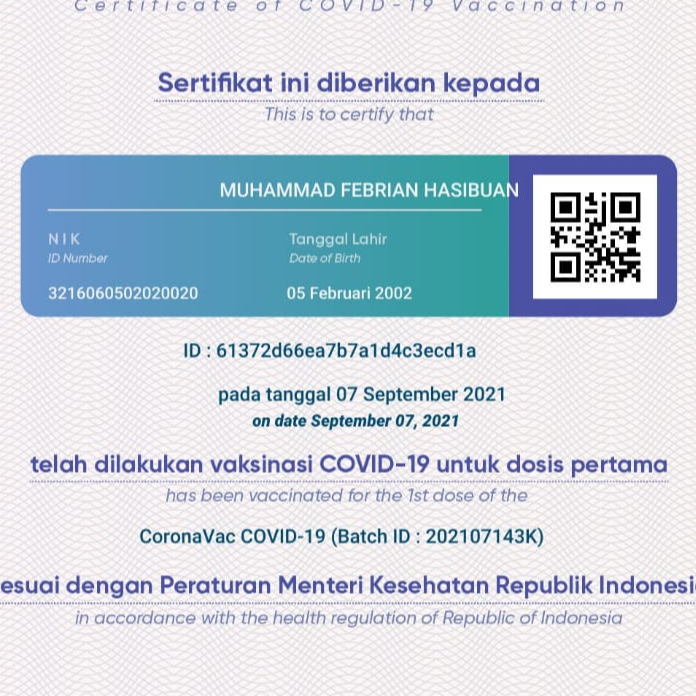 Certificate of COVID-19 Vaccination
Sertifikat ini diberikan kepada
This is to certify that
MUHAMMAD FEBRIAN HASIBUAN
NIK
ID Number
3216060502020020
Tanggal Lahir
Date of Birth
05 Februari 2002
ID : 61372d66ea7b7a1d4c3ecd1a
pada tanggal 07 September 2021
on date September 07, 2021
telah dilakukan vaksinasi COVID-19 untuk dosis pertama
has been vaccinated for the 1st dose of the
CoronaVac COVID-19 (Batch ID : 202107143K)
esuai dengan Peraturan Menteri Kesehatan Republik Indonesi
in accordance with the health regulation of Republic of Indonesia